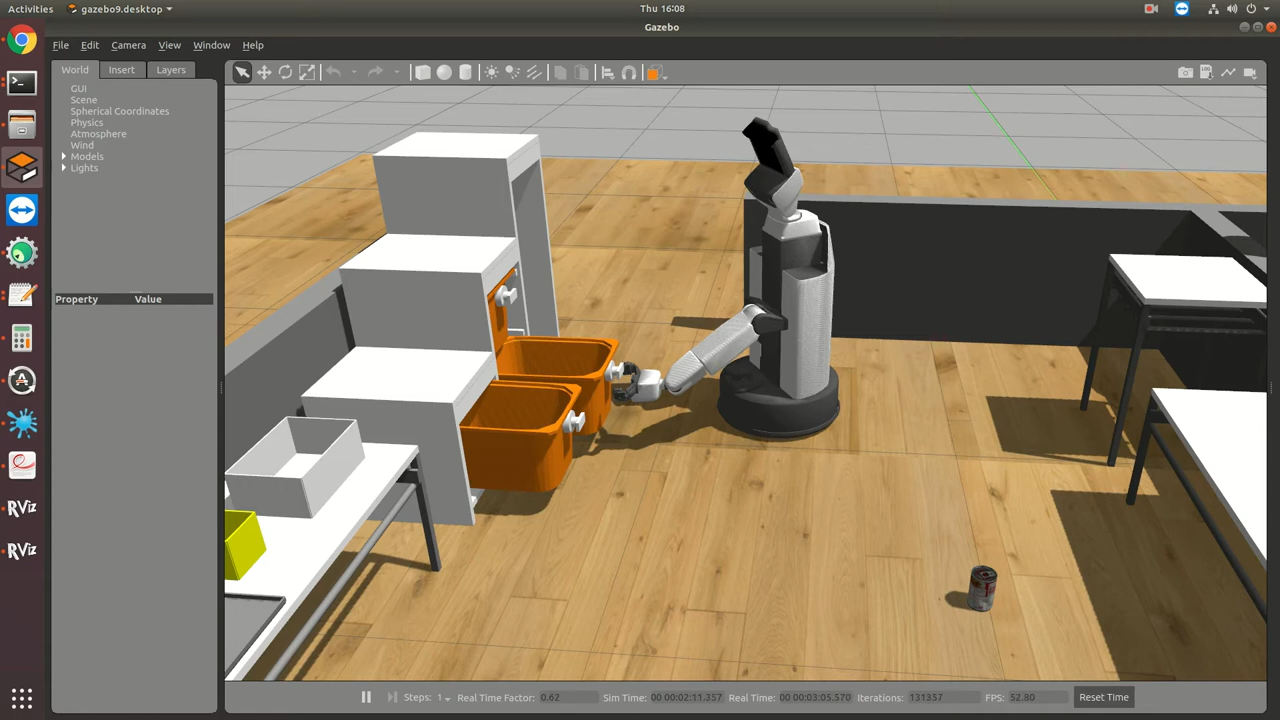 Activities
gazebo9.desktop
Thu 16:08
Gazebo
File Edit Camera View Window Help
World Insert Layers
GUI
Scene
Spherical Coordinates
Physics
Atmosphere
Wind
Models
Lights
Property Value
RViz
RViz
Steps: 1 Real Time Factor: 0.62 Sim Time: 00 00:02:11.357 Real Time: 00 00:03:05.570 Iterations: 131357 FPS: 52.80 Reset Time